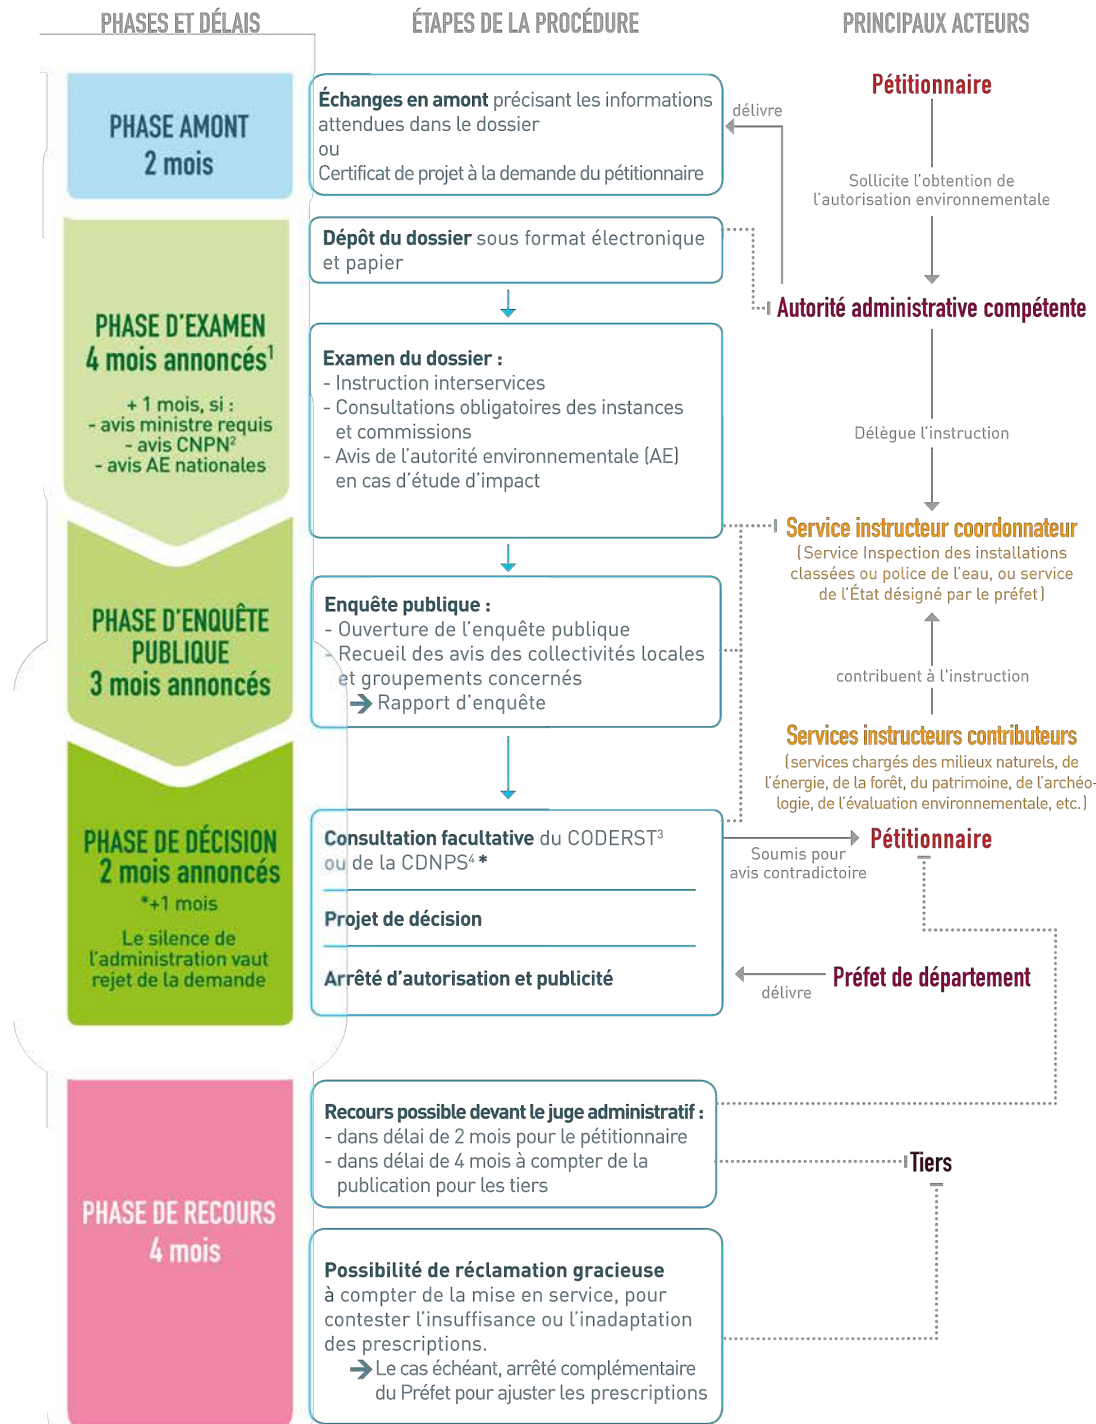 PHASES ET DÉLAIS
ÉTAPES DE LA PROCÉDURE
PRINCIPAUX ACTEURS
PHASE AMONT
2 mois
Échanges en amont précisant les informations
attendues dans le dossier
ou
Certificat de projet à la demande du pétitionnaire
délivre
Pétitionnaire
Sollicite l'obtention de
l'autorisation environnementale
PHASE D'EXAMEN
4 mois annoncés¹
+ 1 mois, si :
- avis ministre requis
- avis CNPN²
- avis AE nationales
Dépôt du dossier sous format électronique
et papier
Autorité administrative compétente
Examen du dossier :
- Instruction interservices
- Consultations obligatoires des instances
et commissions
- Avis de l'autorité environnementale (AE)
en cas d'étude d'impact
Délègue l'instruction
Service instructeur coordonnateur
(Service Inspection des installations
classées ou police de l'eau, ou service
de l'État désigné par le préfet)
PHASE D'ENQUÊTE
PUBLIQUE
3 mois annoncés
Enquête publique :
- Ouverture de l'enquête publique
- Recueil des avis des collectivités locales
et groupements concernés
➔ Rapport d'enquête
contribuent à l'instruction
Services instructeurs contributeurs
(services chargés des milieux naturels, de
l'énergie, de la forêt, du patrimoine, de l'archéo-
logie, de l'évaluation environnementale, etc.)
PHASE DE DÉCISION
2 mois annoncés
*+1 mois
Le silence de
l'administration vaut
rejet de la demande
Consultation facultative du CODERST³
ou de la CDNPS⁴ *
Projet de décision
Arrêté d'autorisation et publicité
Soumis pour
avis contradictoire
Pétitionnaire
délivre
Préfet de département
PHASE DE RECOURS
4 mois
Recours possible devant le juge administratif :
- dans délai de 2 mois pour le pétitionnaire
- dans délai de 4 mois à compter de la
publication pour les tiers
Tiers
Possibilité de réclamation gracieuse
à compter de la mise en service, pour
contester l'insuffisance ou l'inadaptation
des prescriptions.
➔ Le cas échéant, arrêté complémentaire
du Préfet pour ajuster les prescriptions